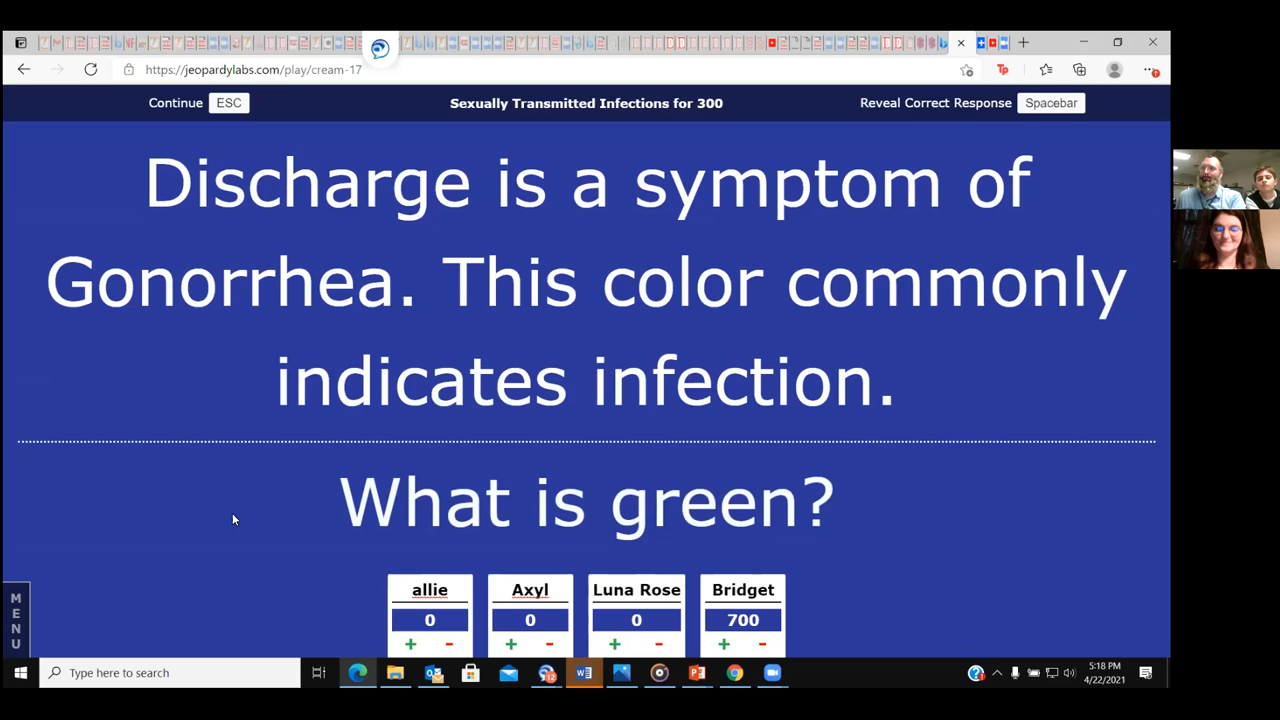 https://jeopardylabs.com/play/cream-17
Continue ESC Sexually Transmitted Infections for 300 Reveal Correct Response Spacebar
Discharge is a symptom of
Gonorrhea. This color commonly
indicates infection.
What is green?
MENU
allie Axyl Luna Rose Bridget
0 0 0 700
+ - + - + - + -
Type here to search
5:18 PM
4/22/2021